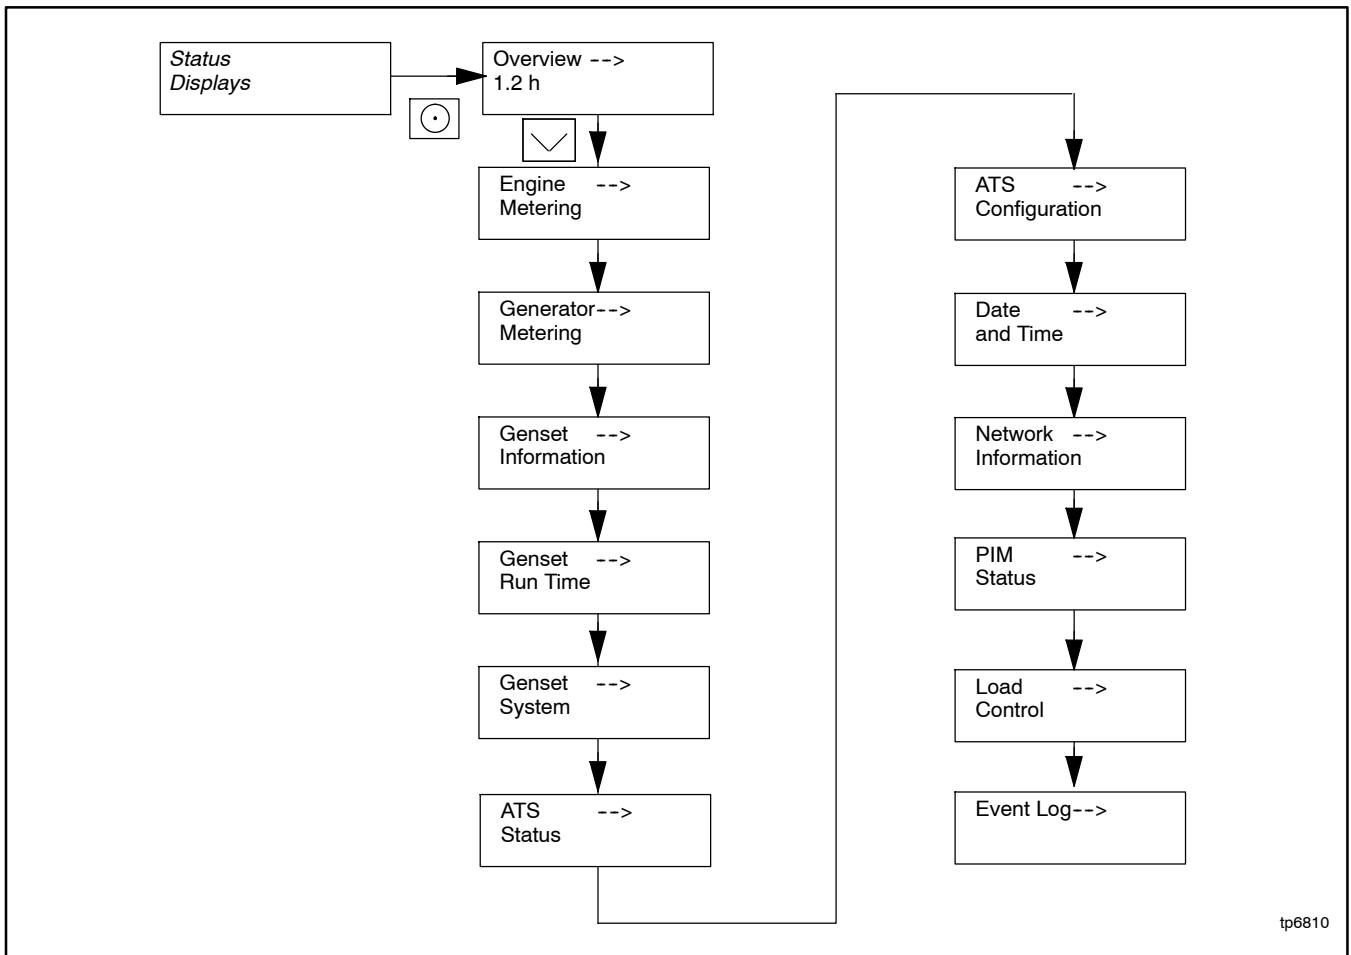 Status
Displays
Overview -->
1.2 h
Engine -->
Metering
Generator-->
Metering
Genset -->
Information
Genset -->
Run Time
Genset -->
System
ATS -->
Status
ATS -->
Configuration
Date -->
and Time
Network -->
Information
PIM -->
Status
Load -->
Control
Event Log-->
tp6810